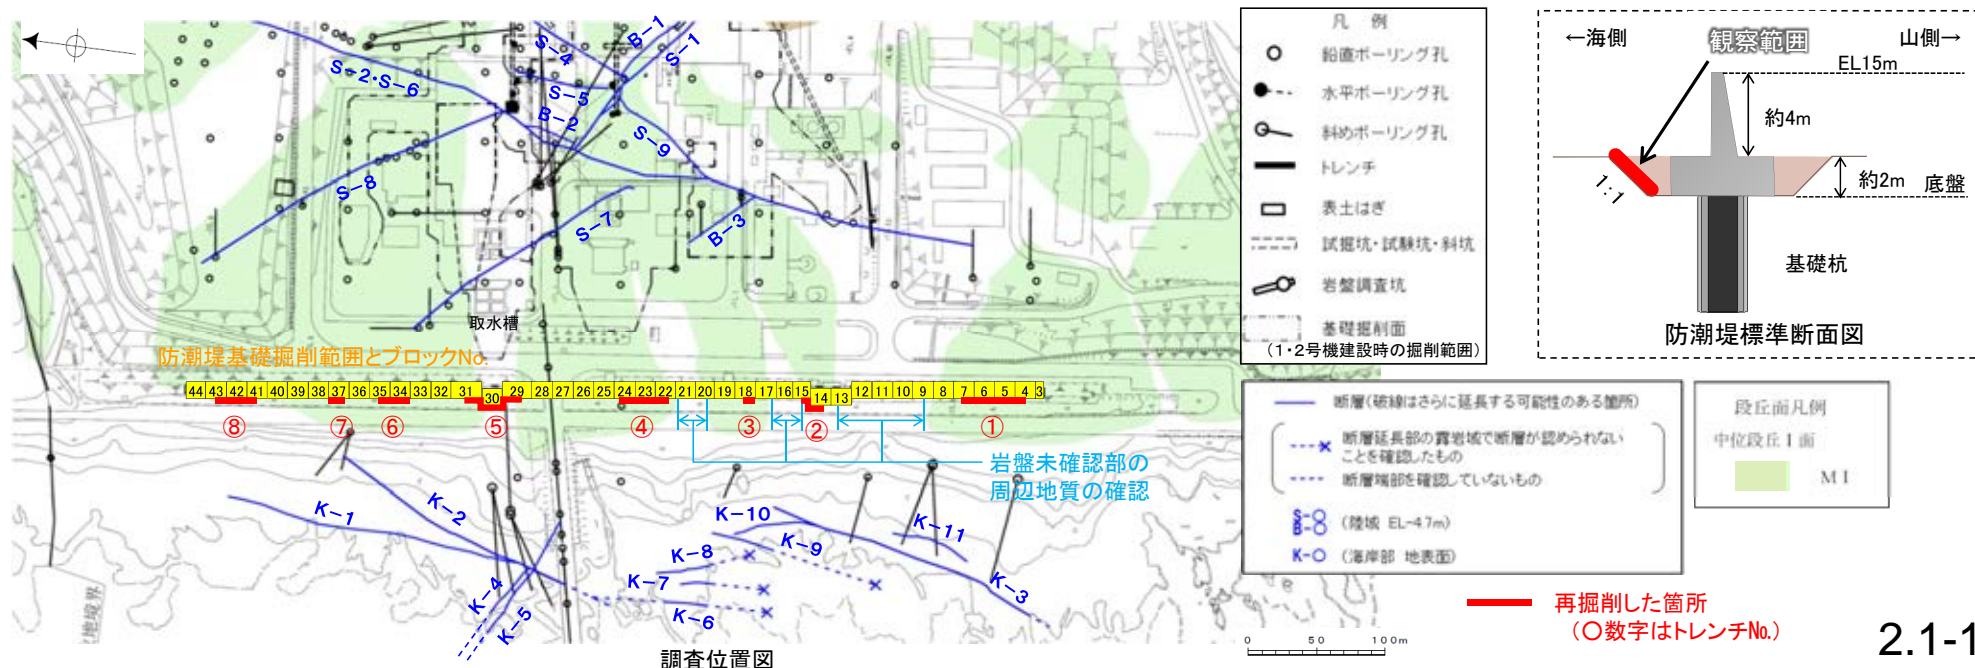 S-2・S-6
S-4
B-1
S-1
S-5
B-2
S-9
S-8
S-7
B-3
取水槽
防潮堤基礎掘削範囲とブロックNo.
44 43 42 41 40 39 38 37 36 35 34 33 32 31 30 29 28 27 26 25 24 23 22 21 20 19 18 17 16 15 14 13 12 11 10 9 8 7 6 5 4 3
⑧ ⑦ ⑥ ⑤ ④ ③ ② ①
岩盤未確認部の
周辺地質の確認
K-1
K-2
K-4
K-5
K-10
K-8
K-7
K-6
K-9
K-11
K-3
敷地境界
調査位置図
0 50 100m
凡 例
鉛直ボーリング孔
水平ボーリング孔
斜めボーリング孔
トレンチ
表土はぎ
試掘坑・試験坑・斜坑
岩盤調査坑
基礎掘削面
(1・2号機建設時の掘削範囲)
←海側
観察範囲
山側→
EL15m
約4m
約2m
底盤
1:1
基礎杭
防潮堤標準断面図
断層(破線はさらに延長する可能性のある箇所)
断層延長部の露岩域で断層が認められない
ことを確認したもの
断層端部を確認していないもの
S-○
B-○
(陸域 EL-4.7m)
K-○
(海岸部 地表面)
段丘面凡例
中位段丘Ⅰ面
MⅠ
再掘削した箇所
(○数字はトレンチNo.)
2.1-1